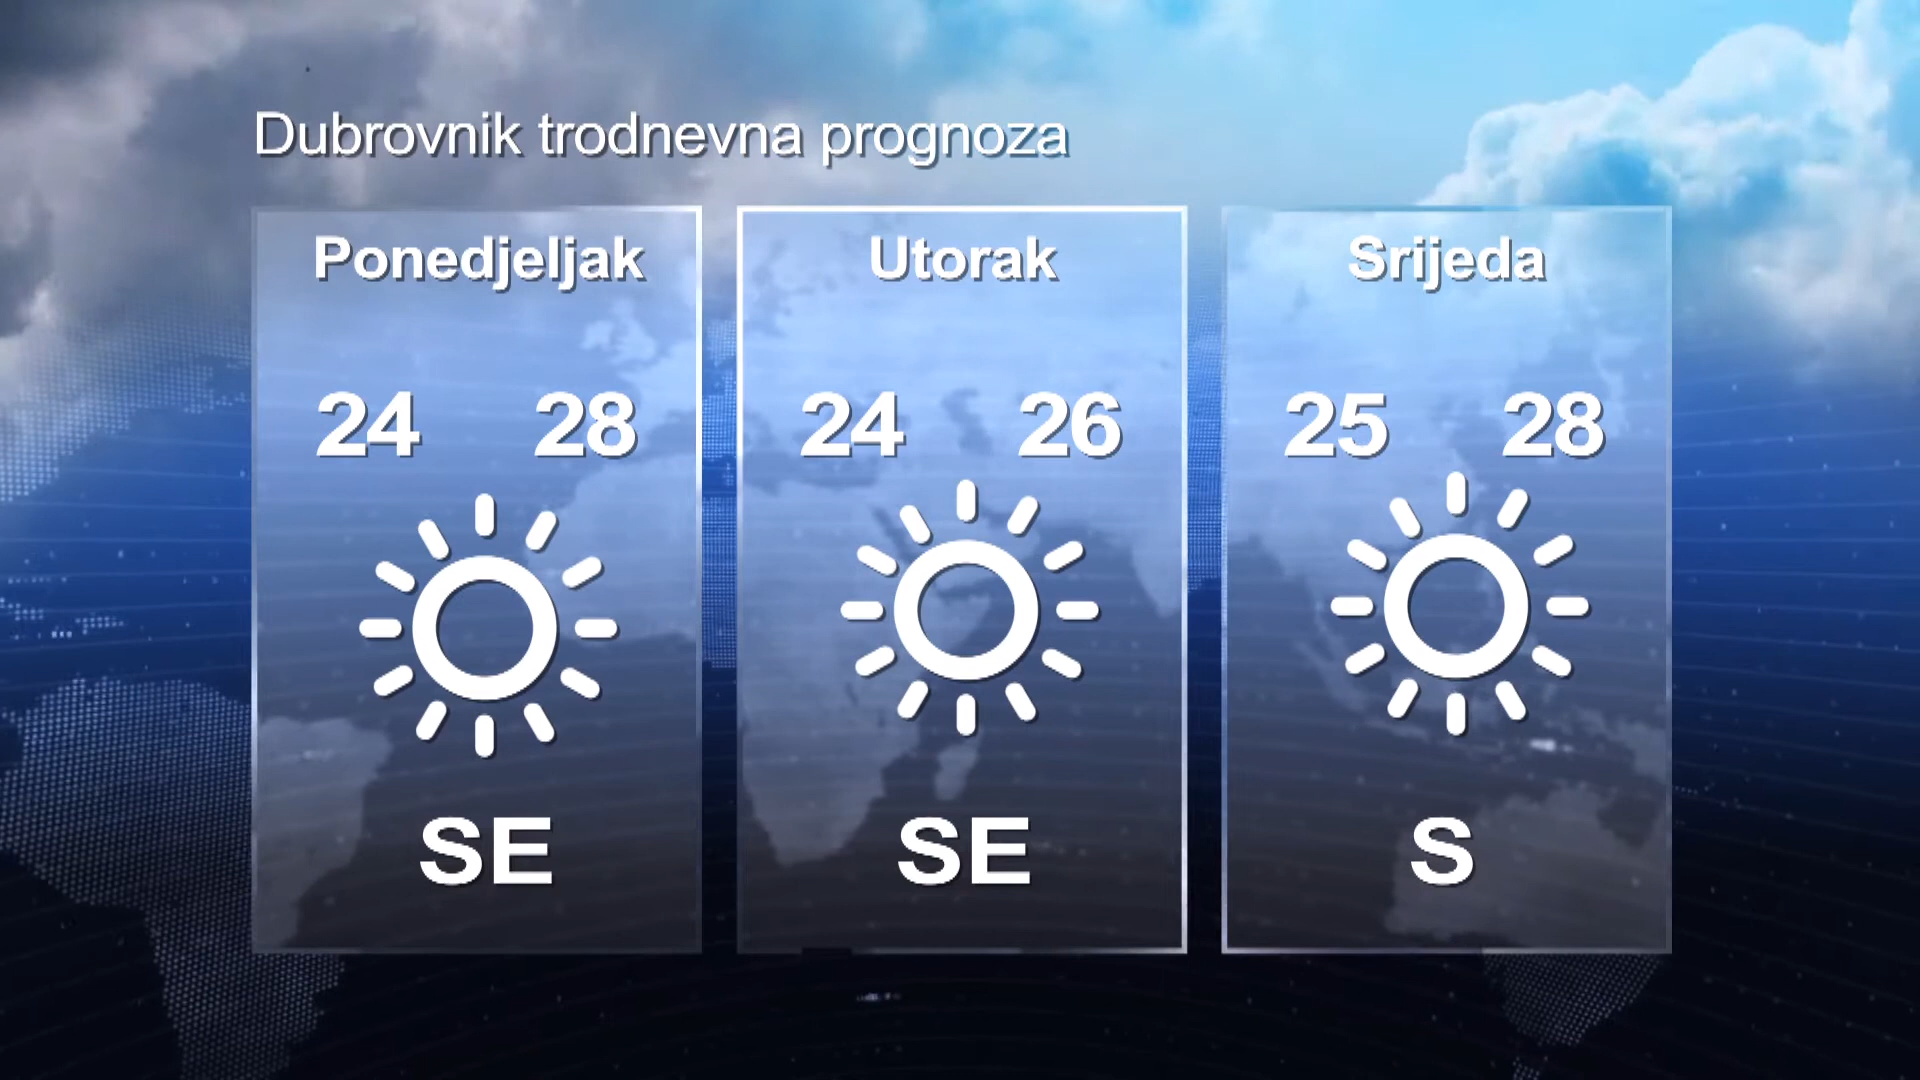 Dubrovnik trodnevna prognoza
Ponedjeljak
24 28
SE
Utorak
24 26
SE
Srijeda
25 28
S